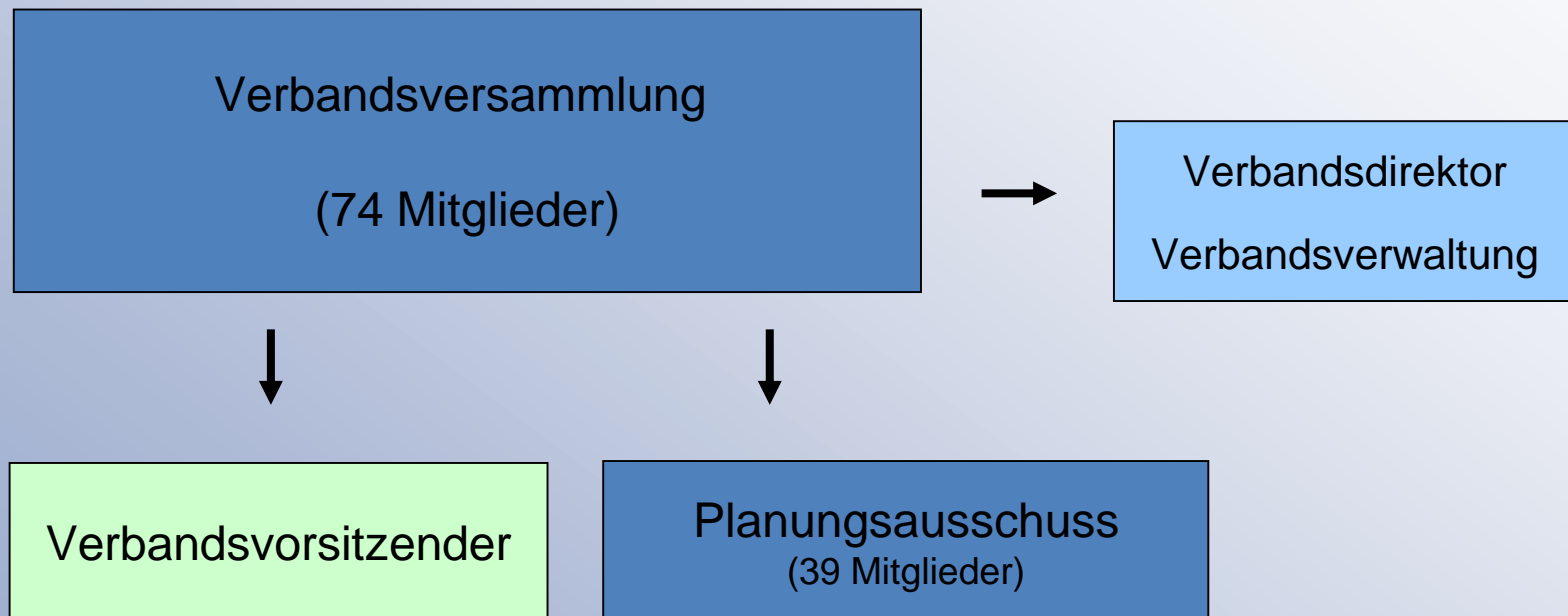 Verbandsversammlung
(74 Mitglieder)
Verbandsdirektor
Verbandsverwaltung
Verbandsvorsitzender
Planungsausschuss
(39 Mitglieder)